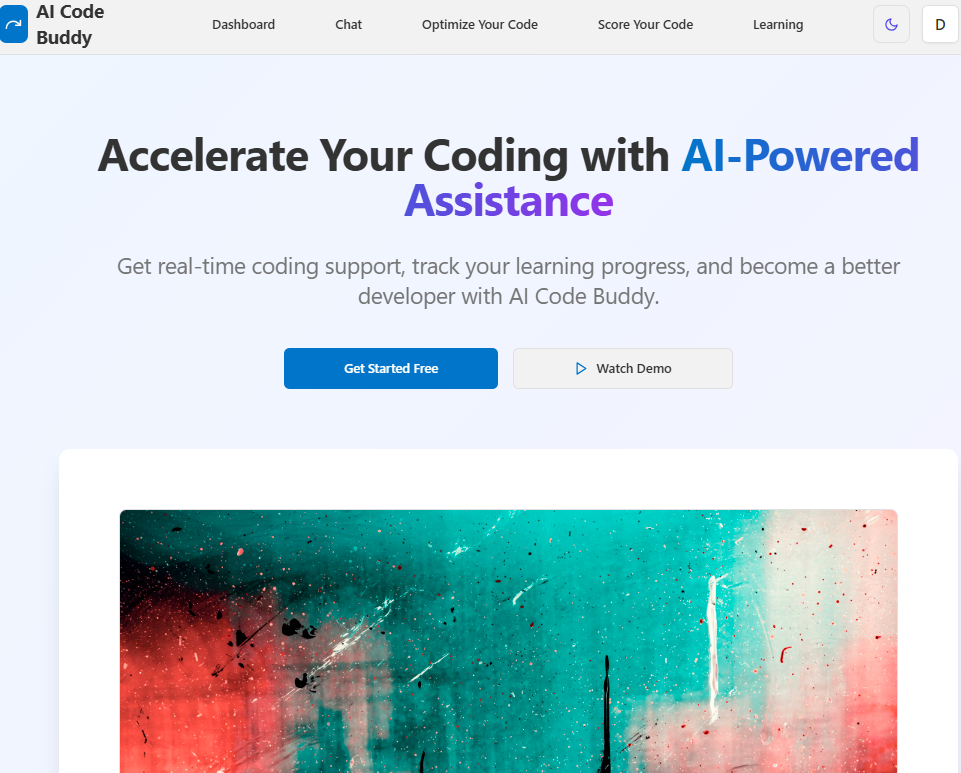 AI Code
Buddy
Dashboard
Chat
Optimize Your Code
Score Your Code
Learning
D
Accelerate Your Coding with AI-Powered
Assistance
Get real-time coding support, track your learning progress, and become a better
developer with AI Code Buddy.
Get Started Free
Watch Demo